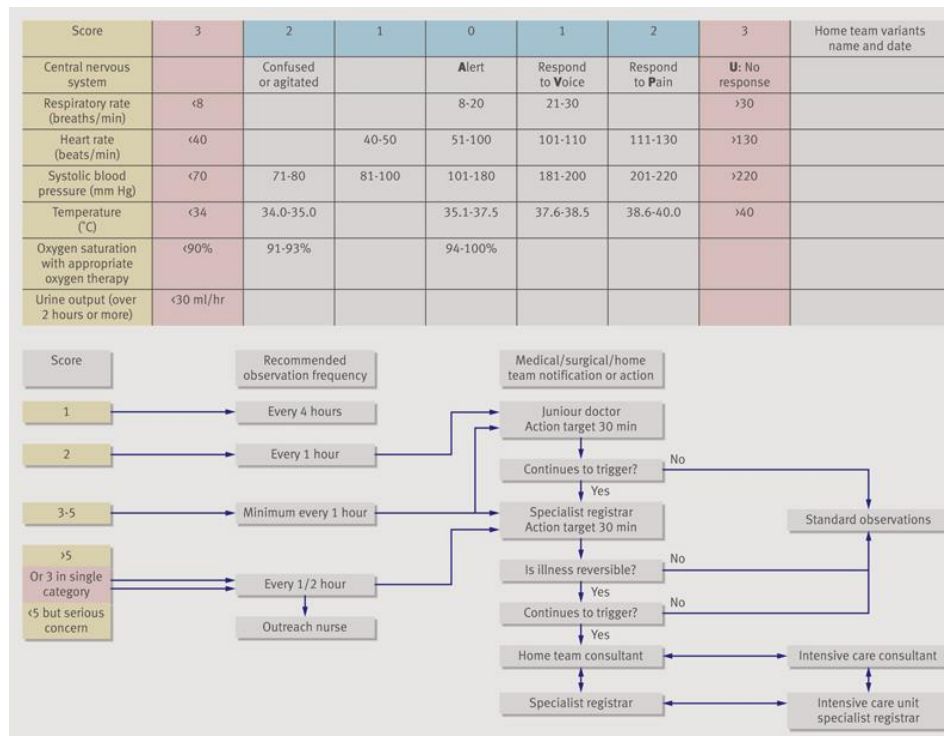 Score 3 2 1 0 1 2 3 Home team variants
name and date
Central nervous
system
Confused
or agitated
Alert
Respond
to Voice
Respond
to Pain
U: No
response
Respiratory rate
(breaths/min)
<8 8-20 21-30 >30
Heart rate
(beats/min)
<40 40-50 51-100 101-110 111-130 >130
Systolic blood
pressure (mm Hg)
<70 71-80 81-100 101-180 181-200 201-220 >220
Temperature
(˚C)
<34 34.0-35.0 35.1-37.5 37.6-38.5 38.6-40.0 >40
Oxygen saturation
with appropriate
oxygen therapy
<90% 91-93% 94-100%
Urine output (over
2 hours or more)
<30 ml/hr
Score
Recommended
observation frequency
Medical/surgical/home
team notification or action
1
Every 4 hours
Juniour doctor
Action target 30 min
2
Every 1 hour
Continues to trigger?
No
Yes
3-5
Minimum every 1 hour
Specialist registrar
Action target 30 min
Standard observations
>5
Or 3 in single
category
<5 but serious
concern
Every 1/2 hour
Outreach nurse
Is illness reversible?
No
Yes
Continues to trigger?
No
Yes
Home team consultant
Intensive care consultant
Specialist registrar
Intensive care unit
specialist registrar